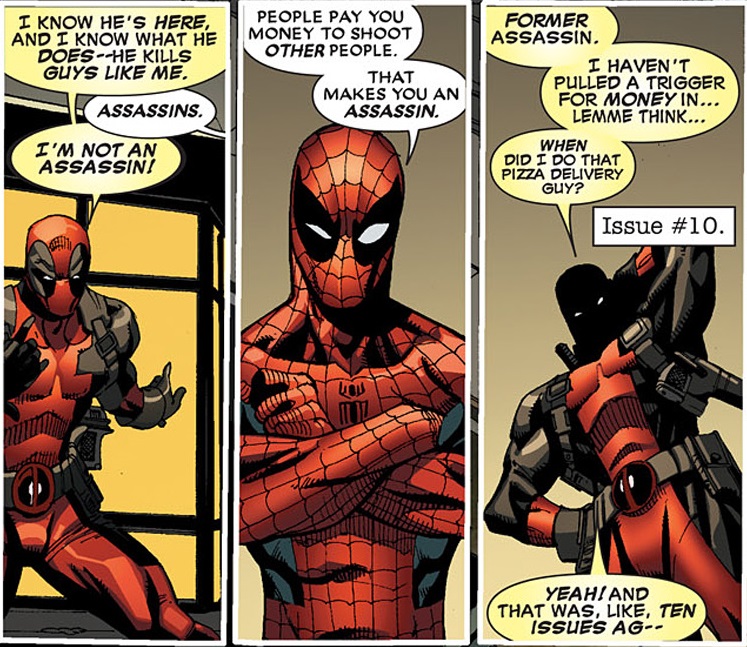 I KNOW HE'S HERE,
AND I KNOW WHAT HE
DOES--HE KILLS
GUYS LIKE ME.
ASSASSINS.
I'M NOT AN
ASSASSIN!
PEOPLE PAY YOU
MONEY TO SHOOT
OTHER PEOPLE.
THAT
MAKES YOU AN
ASSASSIN.
FORMER
ASSASSIN.
I HAVEN'T
PULLED A TRIGGER
FOR MONEY IN...
LEMME THINK...
WHEN
DID I DO THAT
PIZZA DELIVERY
GUY?
Issue #10.
YEAH! AND
THAT WAS, LIKE, TEN
ISSUES AG--